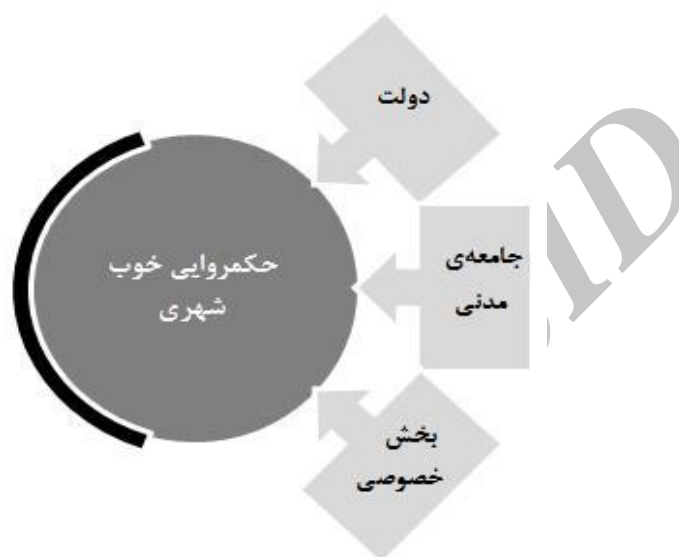 دولت
جامعه‌ی
مدنی
حکمروایی خوب
شهری
بخش
خصوصی